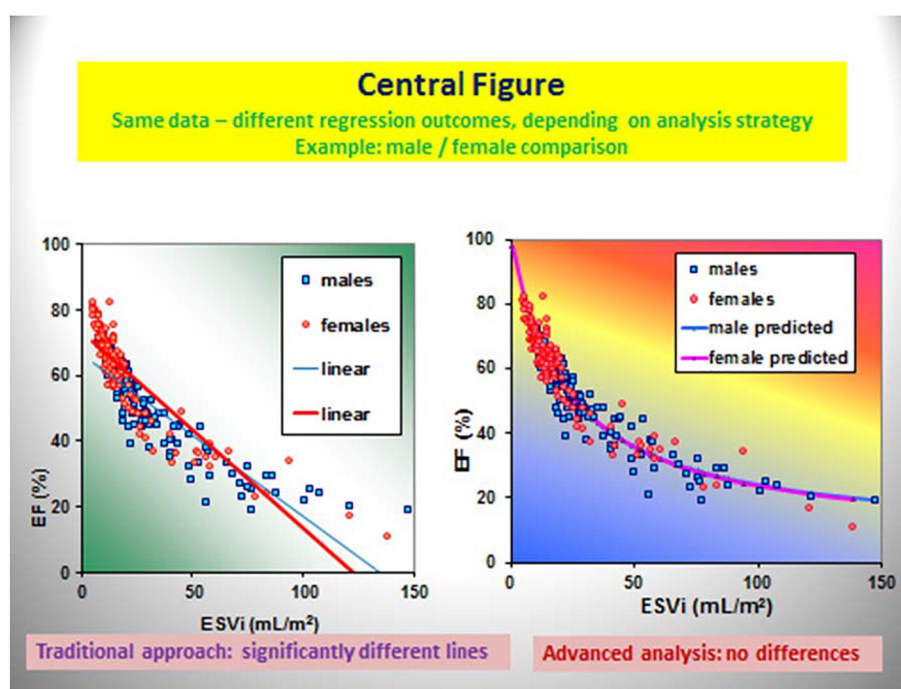 Central Figure
Same data – different regression outcomes, depending on analysis strategy
Example: male / female comparison
100
80
60
40
20
0
EF (%)
males
females
linear
linear
0
50
100
150
ESVi (mL/m²)
100
80
60
40
20
0
EF (%)
males
females
male predicted
female predicted
0
50
100
150
ESVi (mL/m²)
Traditional approach: significantly different lines
Advanced analysis: no differences